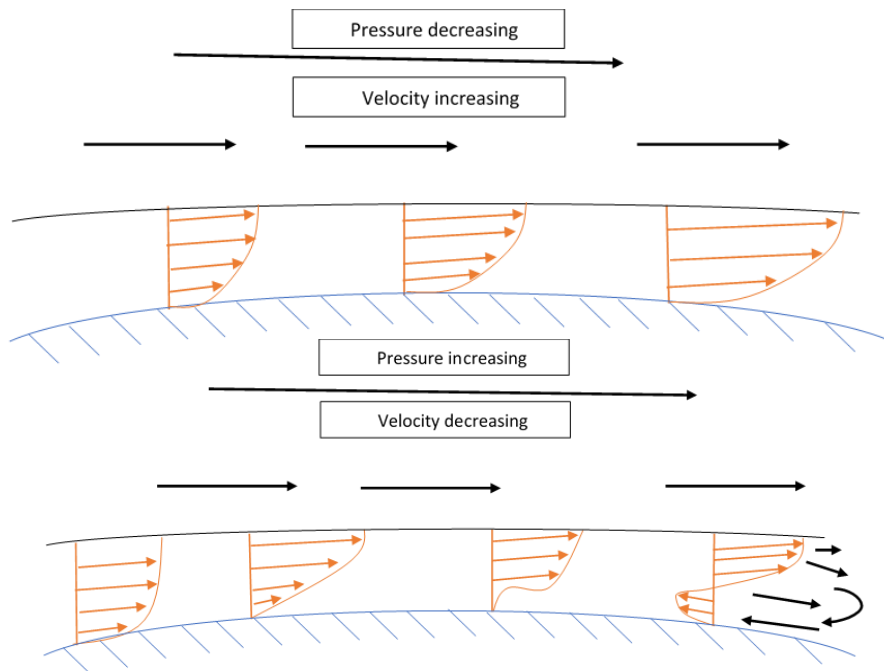 Pressure decreasing
Velocity increasing
Pressure increasing
Velocity decreasing